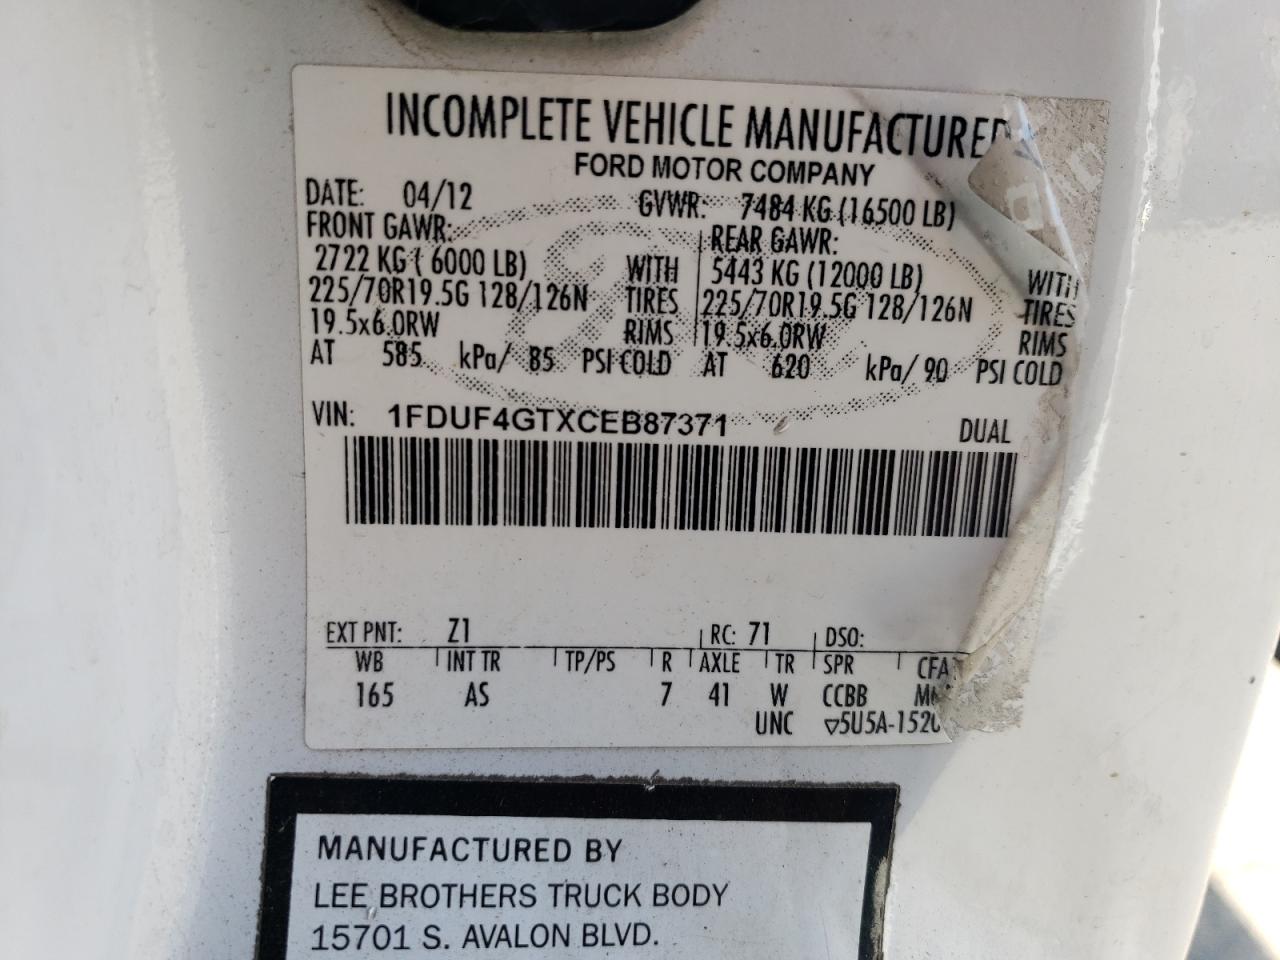 INCOMPLETE VEHICLE MANUFACTURED
FORD MOTOR COMPANY
DATE: 04/12 GVWR: 7484 KG (16500 LB)
FRONT GAWR: REAR GAWR:
2722 KG ( 6000 LB) WITH 5443 KG (12000 LB) WITH
225/70R19.5G 128/126N TIRES 225/70R19.5G 128/126N TIRES
19.5x6.0RW RIMS 19.5x6.0RW RIMS
AT 585 kPa/ 85 PSI COLD AT 620 kPa/ 90 PSI COLD
VIN: 1FDUF4GTXCEB87371 DUAL
EXT PNT: Z1 RC: 71 DSO:
WB INT TR TP/PS R AXLE TR SPR
165 AS 7 41 W CCBB
UNC ▽5U5A-1520
MANUFACTURED BY
LEE BROTHERS TRUCK BODY
15701 S. AVALON BLVD.